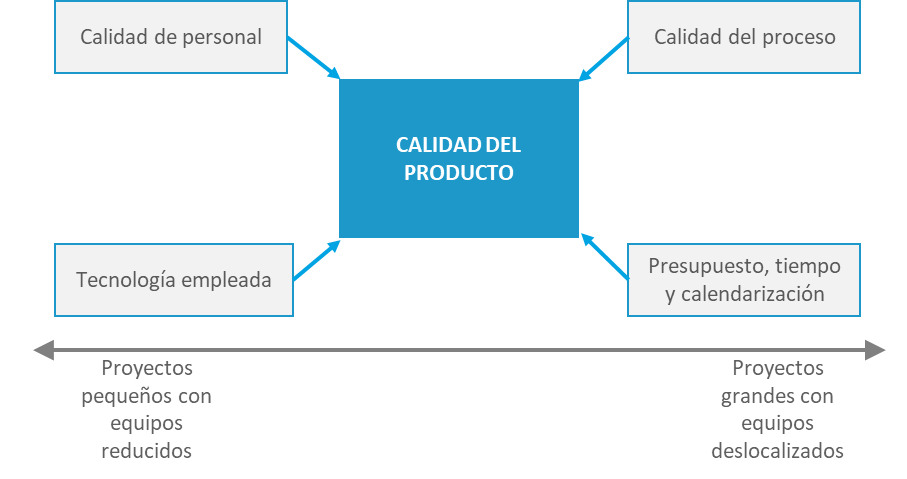 Calidad de personal
Calidad del proceso
CALIDAD DEL
PRODUCTO
Tecnología empleada
Presupuesto, tiempo
y calendarización
Proyectos
pequeños con
equipos
reducidos
Proyectos
grandes con
equipos
deslocalizados